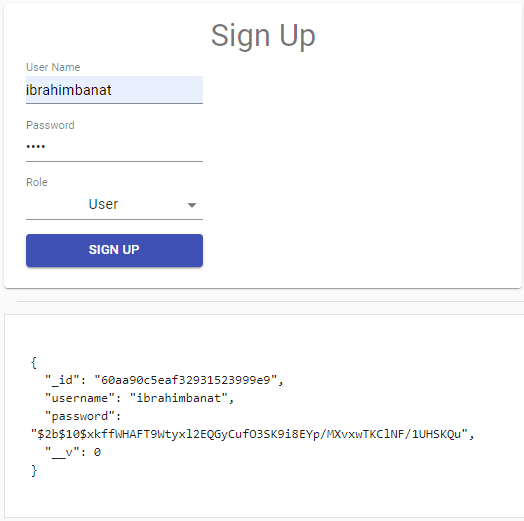 Sign Up
User Name
ibrahimbanat
Password
••••
Role
User
SIGN UP
{
"_id": "60aa90c5eaf32931523999e9",
"username": "ibrahimbanat",
"password":
"$2b$10$xkffWHAFT9Wtyxl2EQGyCufO3SK9i8EYp/MXvxwTKClNF/1UHSKQu",
"__v": 0
}